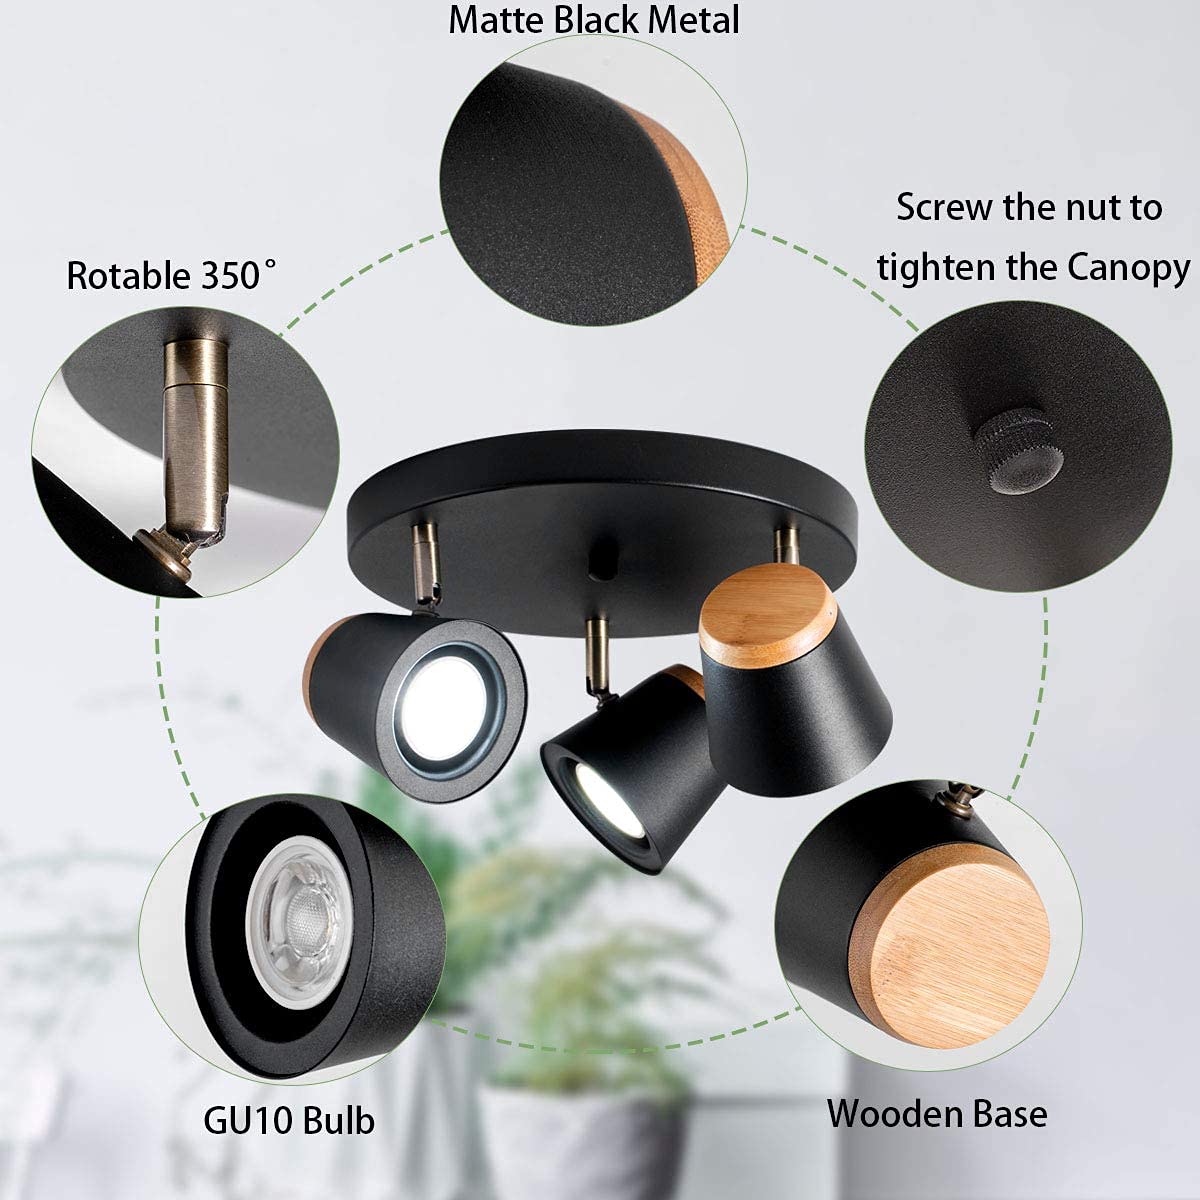 Matte Black Metal
Screw the nut to
tighten the Canopy
Rotable 350°
GU10 Bulb
Wooden Base